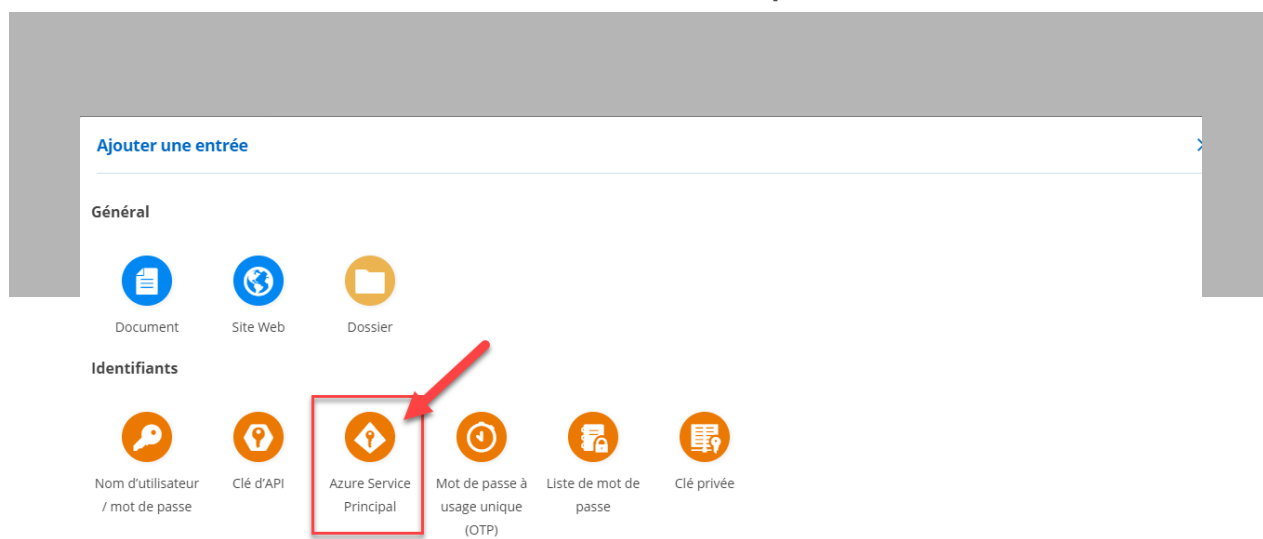 Ajouter une entrée
Général
Document
Site Web
Dossier
Identifiants
Nom d’utilisateur
/ mot de passe
Clé d’API
Azure Service
Principal
Mot de passe à
usage unique
(OTP)
Liste de mot de
passe
Clé privée